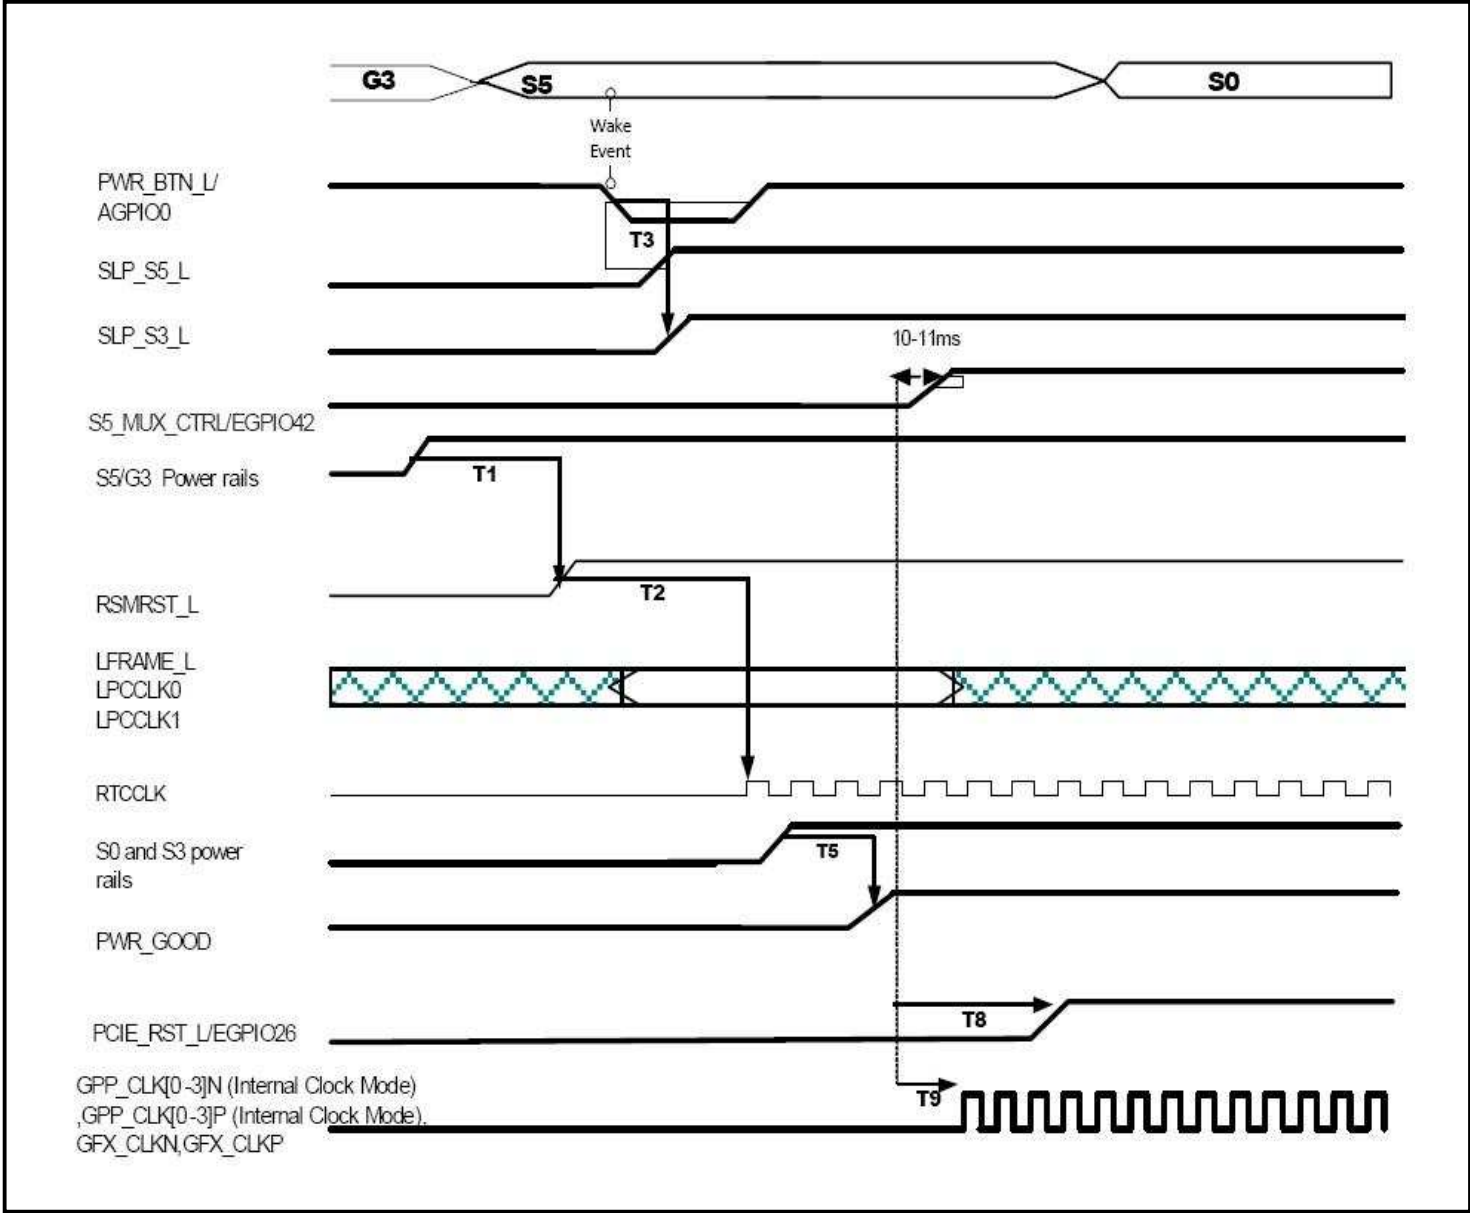 G3
S5
S0
Wake
Event
PWR_BTN_L/
AGPIO0
T3
SLP_S5_L
SLP_S3_L
10-11ms
S5_MUX_CTRL/EGPIO42
S5/G3 Power rails
T1
T2
RSMRST_L
LFRAME_L
LPCCLK0
LPCCLK1
RTCCLK
S0 and S3 power
rails
T5
PWR_GOOD
T8
PCIE_RST_L/EGPIO26
GPP_CLK[0-3]N (Internal Clock Mode)
,GPP_CLK[0-3]P (Internal Clock Mode),
GFX_CLKN,GFX_CLKP
T9